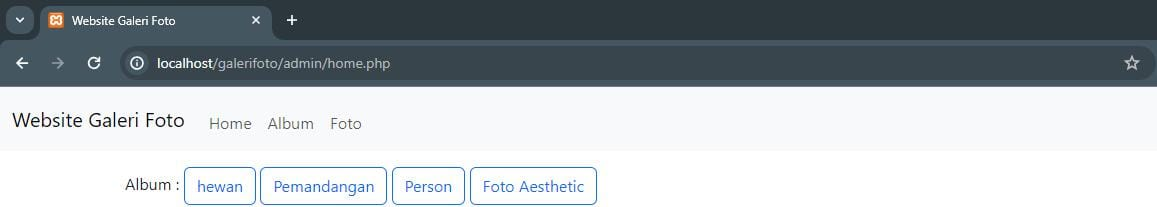 Website Galeri Foto
localhost/galerifoto/admin/home.php
Website Galeri Foto Home Album Foto
Album : hewan Pemandangan Person Foto Aesthetic